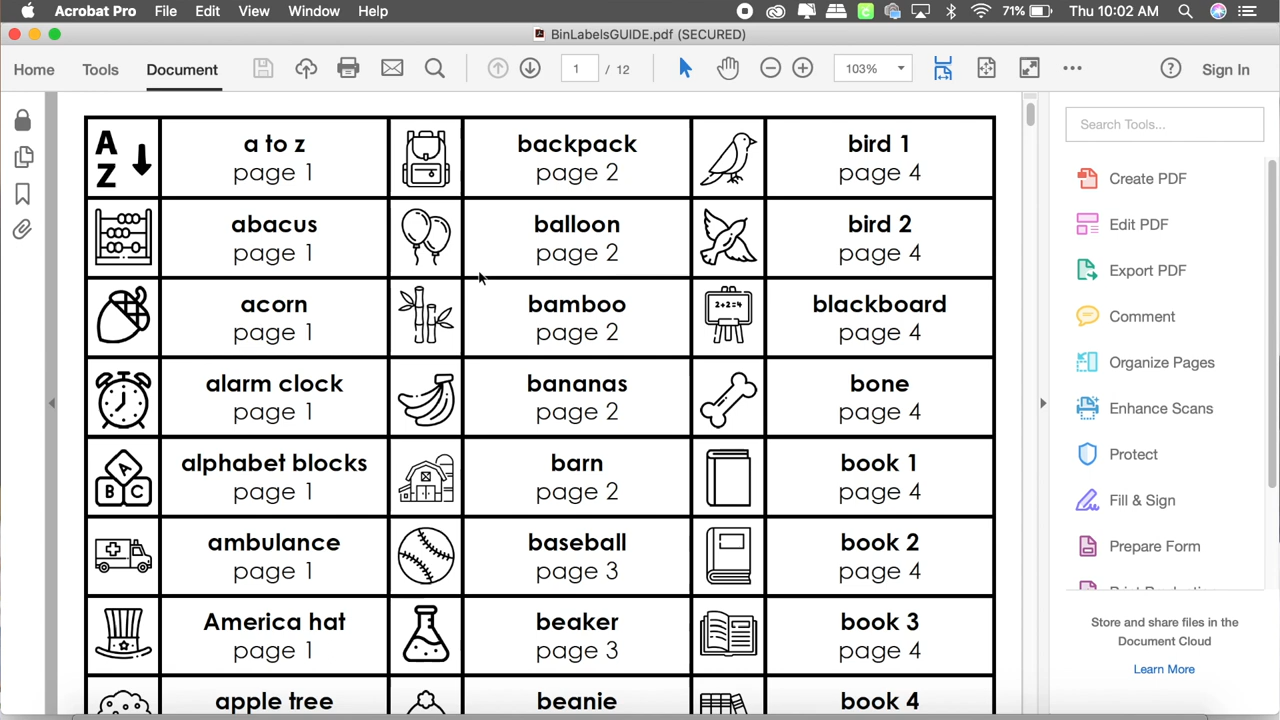 Acrobat Pro File Edit View Window Help 71% Thu 10:02 AM
BinLabelsGUIDE.pdf (SECURED)
Home Tools Document 1 / 12 103% Sign In
Search Tools...
A Z a to z backpack bird 1
page 1 page 2 page 4
abacus balloon bird 2
page 1 page 2 page 4
acorn bamboo 2+2=4 blackboard
page 1 page 2 page 4
alarm clock bananas bone
page 1 page 2 page 4
A B C alphabet blocks barn book 1
page 1 page 2 page 4
ambulance baseball book 2
page 1 page 3 page 4
America hat beaker book 3
page 1 page 3 page 4
apple tree beanie book 4
Create PDF
Edit PDF
Export PDF
Comment
Organize Pages
Enhance Scans
Protect
Fill & Sign
Prepare Form
Store and share files in the
Document Cloud
Learn More